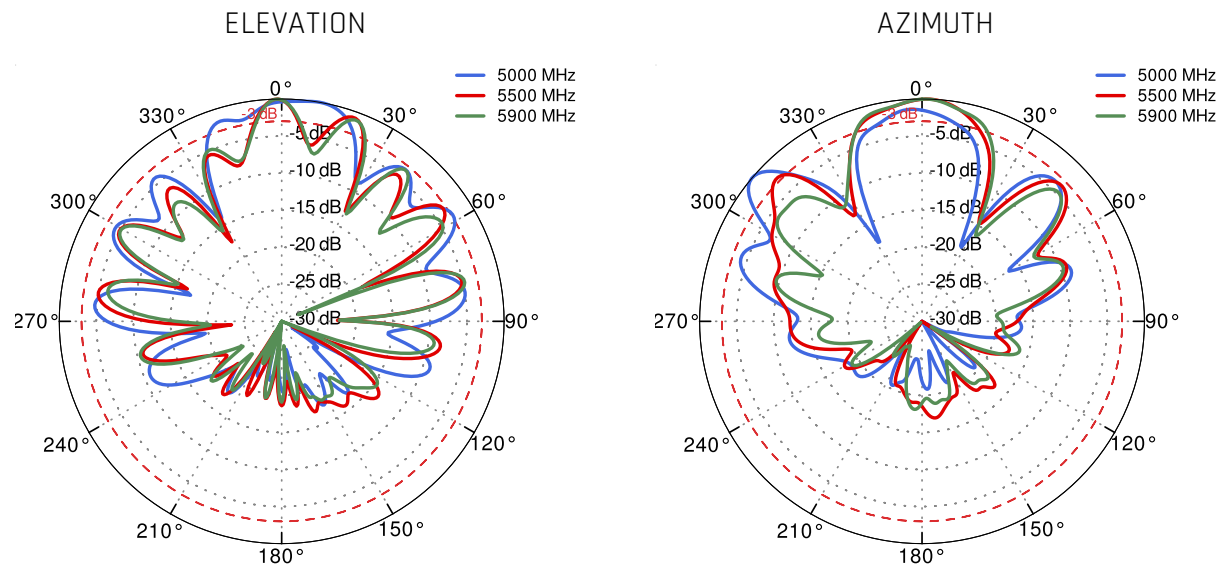 ELEVATION
5000 MHz
5500 MHz
5900 MHz
0°
330°
30°
-3 dB
-5 dB
-10 dB
300°
60°
-15 dB
-20 dB
-25 dB
270°
-30 dB
90°
240°
120°
210°
150°
180°
AZIMUTH
5000 MHz
5500 MHz
5900 MHz
0°
330°
30°
-3 dB
-5 dB
-10 dB
300°
60°
-15 dB
-20 dB
-25 dB
270°
-30 dB
90°
240°
120°
210°
150°
180°